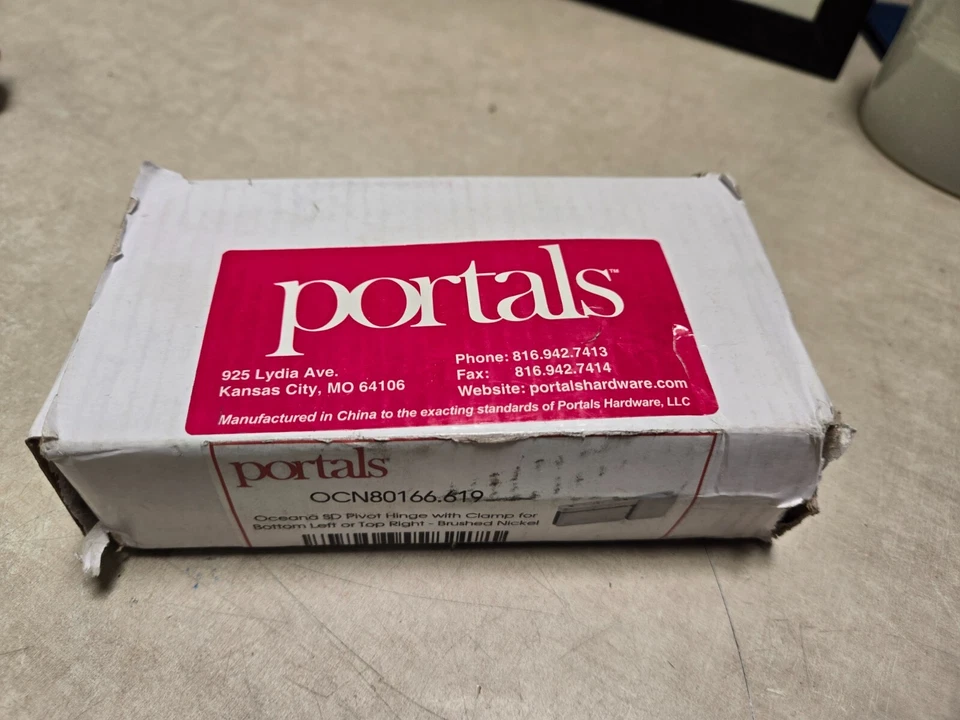 portals™
925 Lydia Ave.
Kansas City, MO 64106
Phone: 816.942.7413
Fax: 816.942.7414
Website: portalshardware.com
Manufactured in China to the exacting standards of Portals Hardware, LLC
portals
OCN80166.619
Oceana SD Pivot Hinge with Clamp for
Bottom Left or Top Right - Brushed Nickel